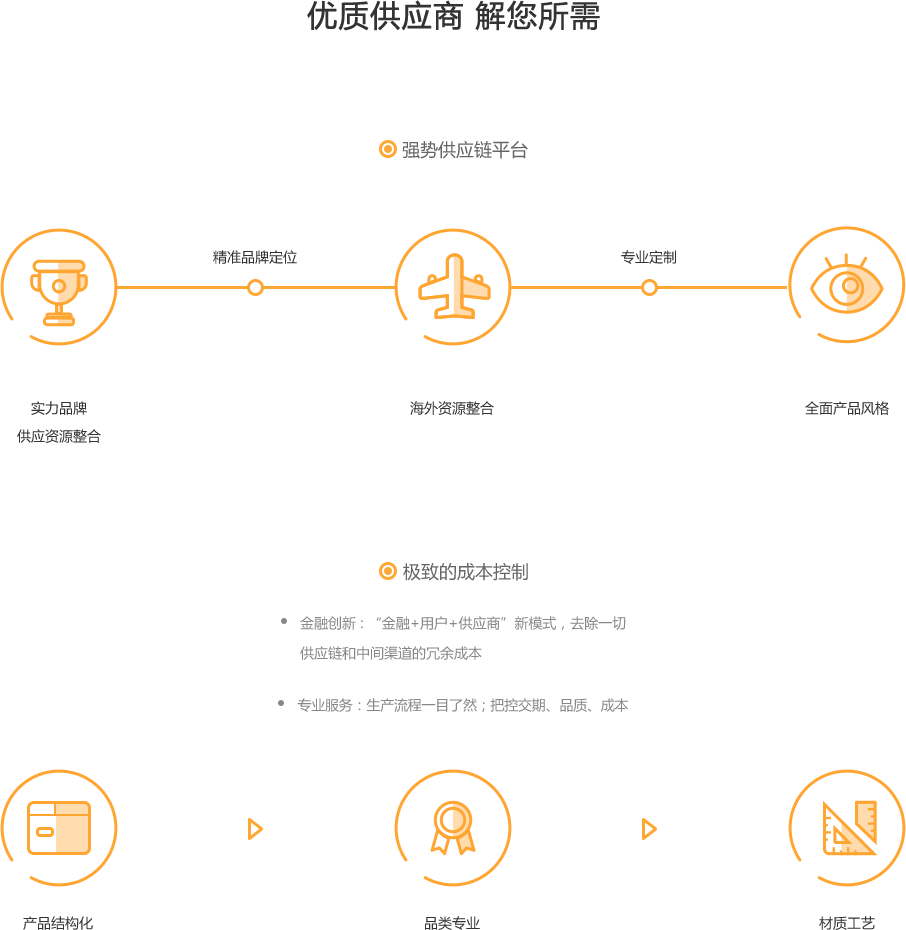 优质供应商 解您所需
强势供应链平台
精准品牌定位
专业定制
实力品牌
供应资源整合
海外资源整合
全面产品风格
极致的成本控制
金融创新：“金融+用户+供应商”新模式，去除一切
供应链和中间渠道的冗余成本
专业服务：生产流程一目了然；把控交期、品质、成本
产品结构化
品类专业
材质工艺